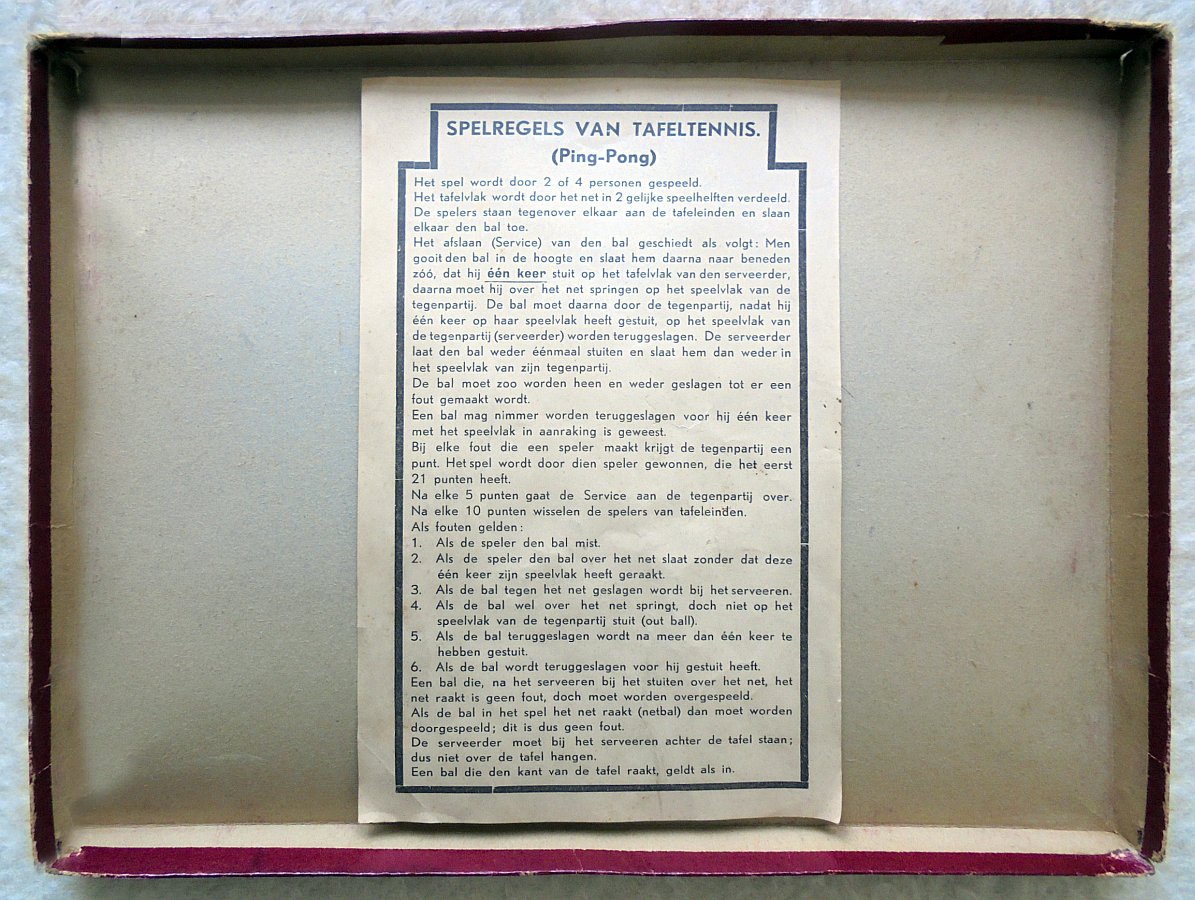 SPELREGELS VAN TAFELTENNIS.
(Ping-Pong)
Het spel wordt door 2 of 4 personen gespeeld.
Het tafelvlak wordt door het net in 2 gelijke speelhelften verdeeld.
De spelers staan tegenover elkaar aan de tafeleinden en slaan
elkaar den bal toe.
Het afslaan (Service) van den bal geschiedt als volgt: Men
gooit den bal in de hoogte en slaat hem daarna naar beneden
zóó, dat hij één keer stuit op het tafelvlak van den serveerder,
daarna moet hij over het net springen op het speelvlak van de
tegenpartij. De bal moet daarna door de tegenpartij, nadat hij
één keer op haar speelvlak heeft gestuit, op het speelvlak van
de tegenpartij (serveerder) worden teruggeslagen. De serveerder
laat den bal weder éénmaal stuiten en slaat hem dan weder in
het speelvlak van zijn tegenpartij.
De bal moet zoo worden heen en weder geslagen tot er een
fout gemaakt wordt.
Een bal mag nimmer worden teruggeslagen voor hij één keer
met het speelvlak in aanraking is geweest.
Bij elke fout die een speler maakt krijgt de tegenpartij een
punt. Het spel wordt door dien speler gewonnen, die het eerst
21 punten heeft.
Na elke 5 punten gaat de Service aan de tegenpartij over.
Na elke 10 punten wisselen de spelers van tafeleinden.
Als fouten gelden:
1. Als de speler den bal mist.
2. Als de speler den bal over het net slaat zonder dat deze
één keer zijn speelvlak heeft geraakt.
3. Als de bal tegen het net geslagen wordt bij het serveeren.
4. Als de bal wel over het net springt, doch niet op het
speelvlak van de tegenpartij stuit (out ball).
5. Als de bal teruggeslagen wordt na meer dan één keer te
hebben gestuit.
6. Als de bal wordt teruggeslagen voor hij gestuit heeft.
Een bal die, na het serveeren bij het stuiten over het net, het
net raakt is geen fout, doch moet worden overgespeeld.
Als de bal in het spel het net raakt (netbal) dan moet worden
doorgespeeld; dit is dus geen fout.
De serveerder moet bij het serveeren achter de tafel staan;
dus niet over de tafel hangen.
Een bal die den kant van de tafel raakt, geldt als in.